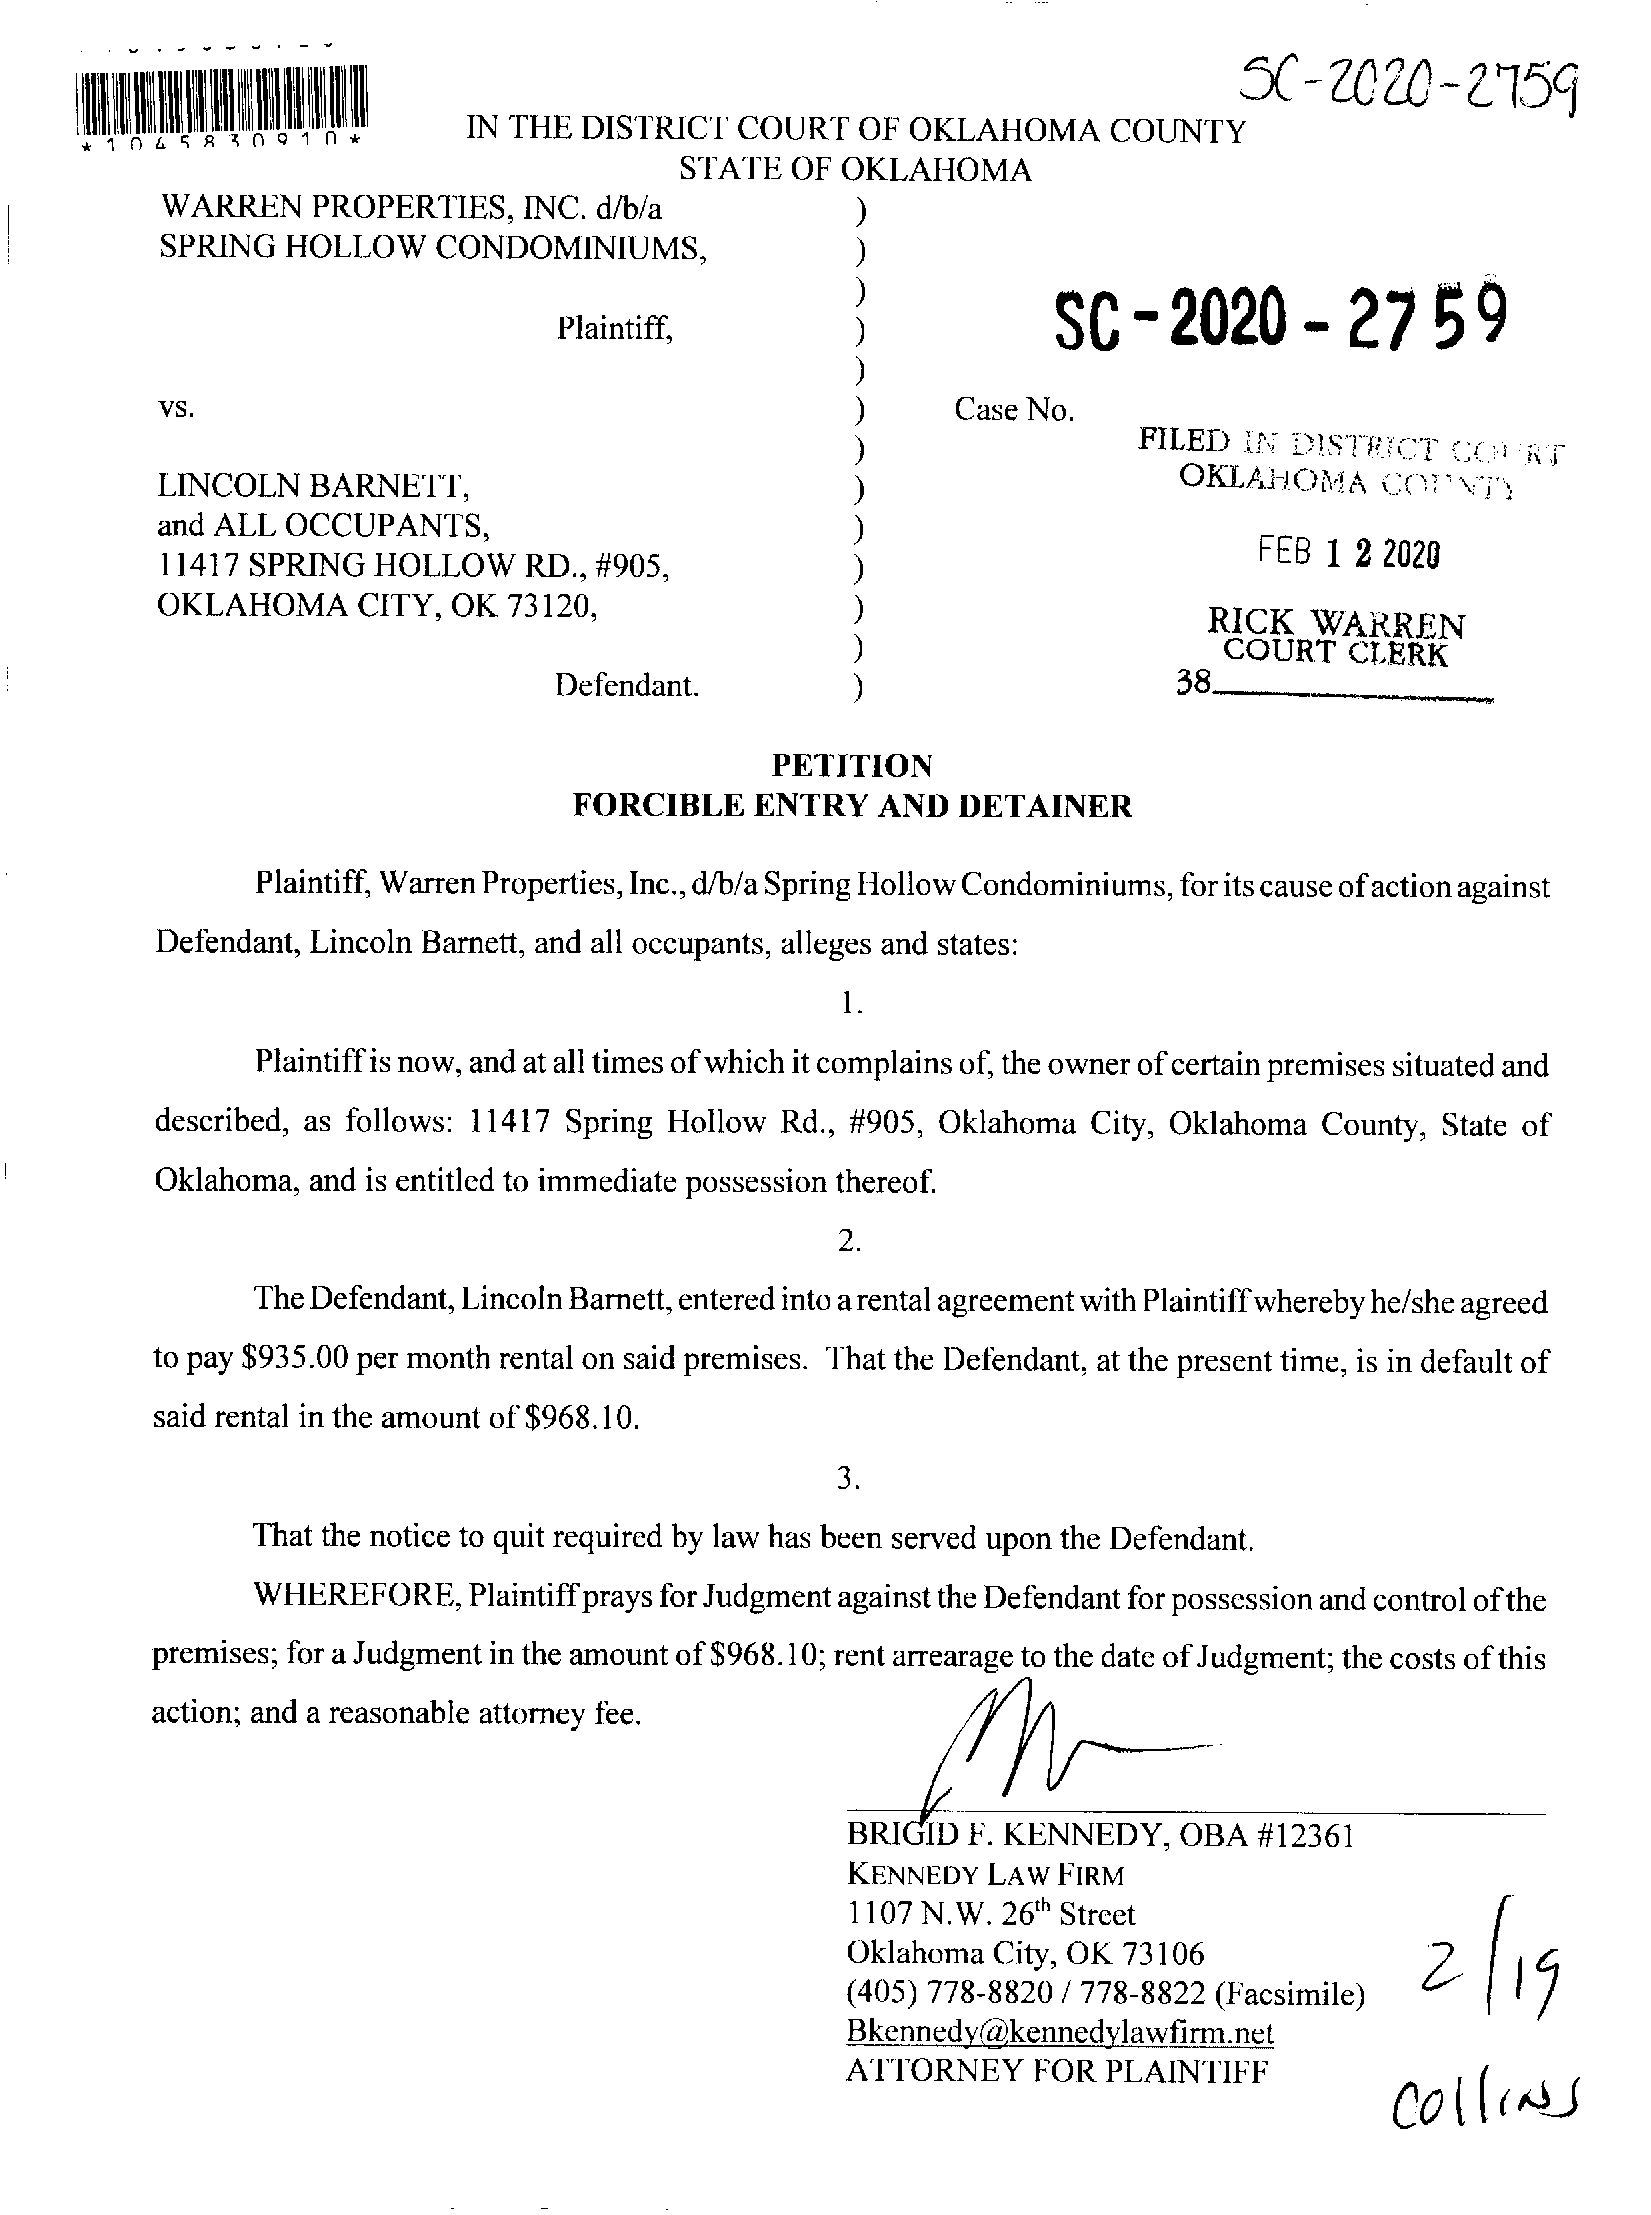 SC-2020-2759
*1045830910*
IN THE DISTRICT COURT OF OKLAHOMA COUNTY
STATE OF OKLAHOMA
WARREN PROPERTIES, INC. d/b/a )
SPRING HOLLOW CONDOMINIUMS, )
)
Plaintiff, )
SC-2020-2759
)
vs. ) Case No.
)
FILED IN DISTRICT COURT
OKLAHOMA COUNTY
LINCOLN BARNETT, )
and ALL OCCUPANTS, )
FEB 12 2020
11417 SPRING HOLLOW RD., #905, )
OKLAHOMA CITY, OK 73120, )
RICK WARREN
COURT CLERK
)
Defendant. )
38
PETITION
FORCIBLE ENTRY AND DETAINER
Plaintiff, Warren Properties, Inc., d/b/a Spring Hollow Condominiums, for its cause of action against
Defendant, Lincoln Barnett, and all occupants, alleges and states:
1.
Plaintiff is now, and at all times of which it complains of, the owner of certain premises situated and
described, as follows: 11417 Spring Hollow Rd., #905, Oklahoma City, Oklahoma County, State of
Oklahoma, and is entitled to immediate possession thereof.
2.
The Defendant, Lincoln Barnett, entered into a rental agreement with Plaintiff whereby he/she agreed
to pay $935.00 per month rental on said premises. That the Defendant, at the present time, is in default of
said rental in the amount of $968.10.
3.
That the notice to quit required by law has been served upon the Defendant.
WHEREFORE, Plaintiff prays for Judgment against the Defendant for possession and control of the
premises; for a Judgment in the amount of $968.10; rent arrearage to the date of Judgment; the costs of this
action; and a reasonable attorney fee.
BRIGID F. KENNEDY, OBA #12361
KENNEDY LAW FIRM
1107 N.W. 26th Street
Oklahoma City, OK 73106
(405) 778-8820 / 778-8822 (Facsimile)
Bkennedy@kennedylawfirm.net
ATTORNEY FOR PLAINTIFF
2/19
Collins